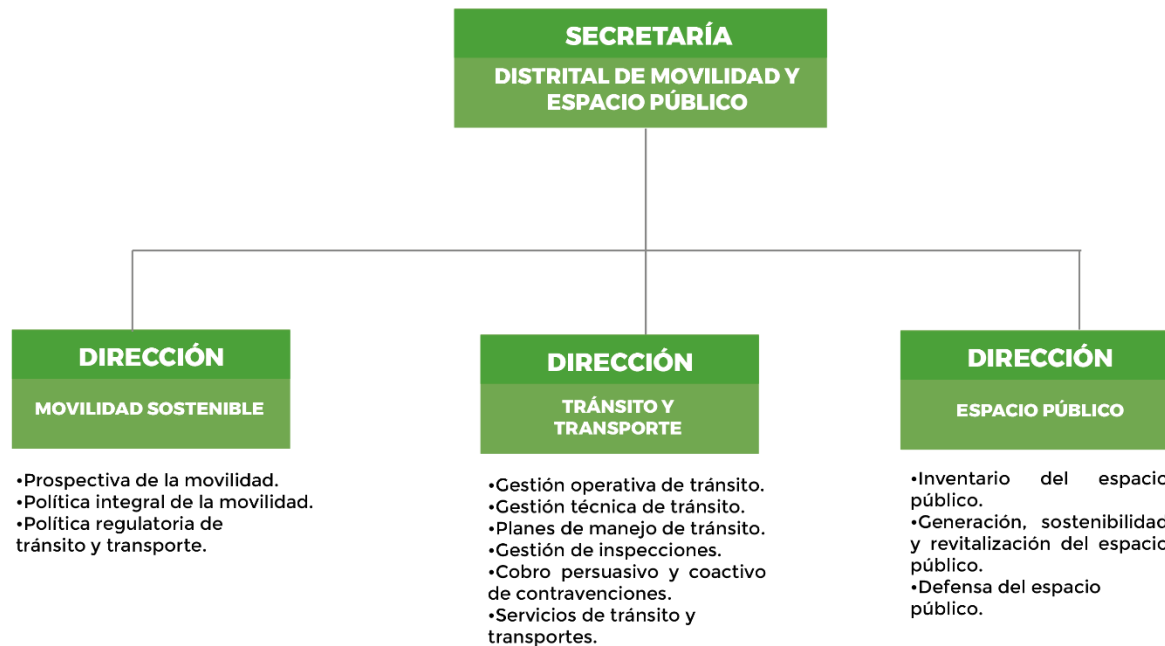 SECRETARÍA
DISTRITAL DE MOVILIDAD Y
ESPACIO PÚBLICO
DIRECCIÓN
MOVILIDAD SOSTENIBLE
•Prospectiva de la movilidad.
•Política integral de la movilidad.
•Política regulatoria de
tránsito y transporte.
DIRECCIÓN
TRÁNSITO Y
TRANSPORTE
•Gestión operativa de tránsito.
•Gestión técnica de tránsito.
•Planes de manejo de tránsito.
•Gestión de inspecciones.
•Cobro persuasivo y coactivo
de contravenciones.
•Servicios de tránsito y
transportes.
DIRECCIÓN
ESPACIO PÚBLICO
•Inventario del espacio
público.
•Generación, sostenibilidad
y revitalización del espacio
público.
•Defensa del espacio
público.